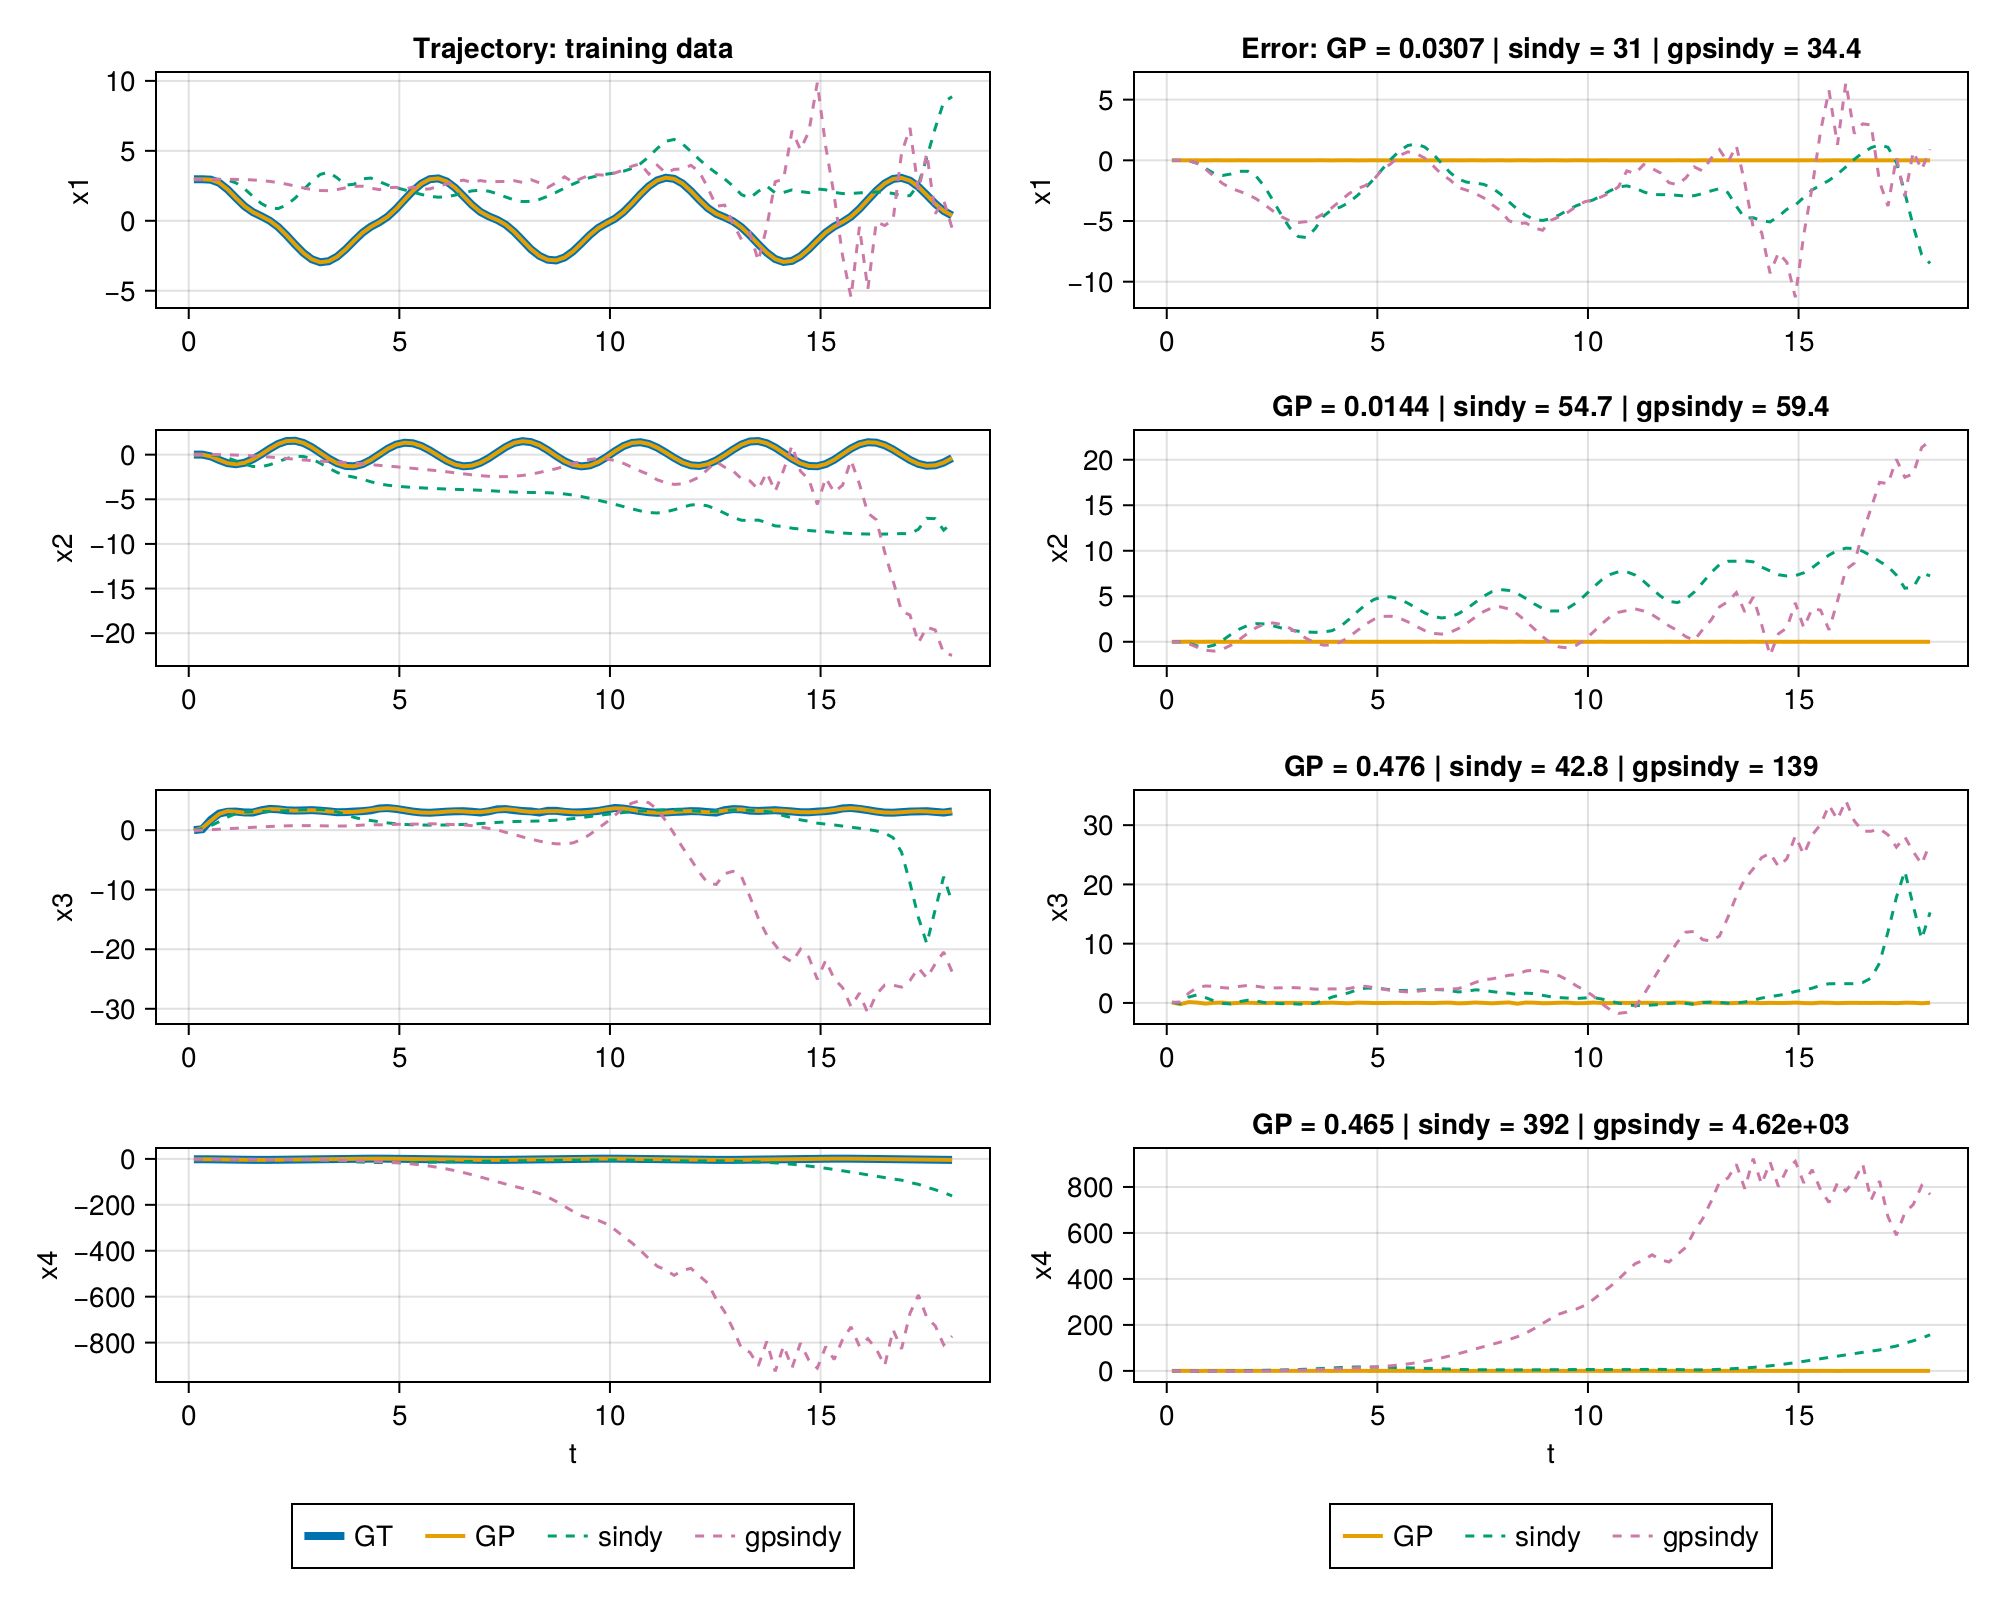 Trajectory: training data
10
5
0
−5
x1
0 5 10 15
Error: GP = 0.0307 | sindy = 31 | gpsindy = 34.4
5
0
−5
−10
x1
0 5 10 15
0
−5
−10
−15
−20
x2
0 5 10 15
GP = 0.0144 | sindy = 54.7 | gpsindy = 59.4
20
15
10
5
0
x2
0 5 10 15
0
−10
−20
−30
x3
0 5 10 15
GP = 0.476 | sindy = 42.8 | gpsindy = 139
30
20
10
0
x3
0 5 10 15
0
−200
−400
−600
−800
x4
0 5 10 15
t
GP = 0.465 | sindy = 392 | gpsindy = 4.62e+03
800
600
400
200
0
x4
0 5 10 15
t
GT GP sindy gpsindy
GP sindy gpsindy